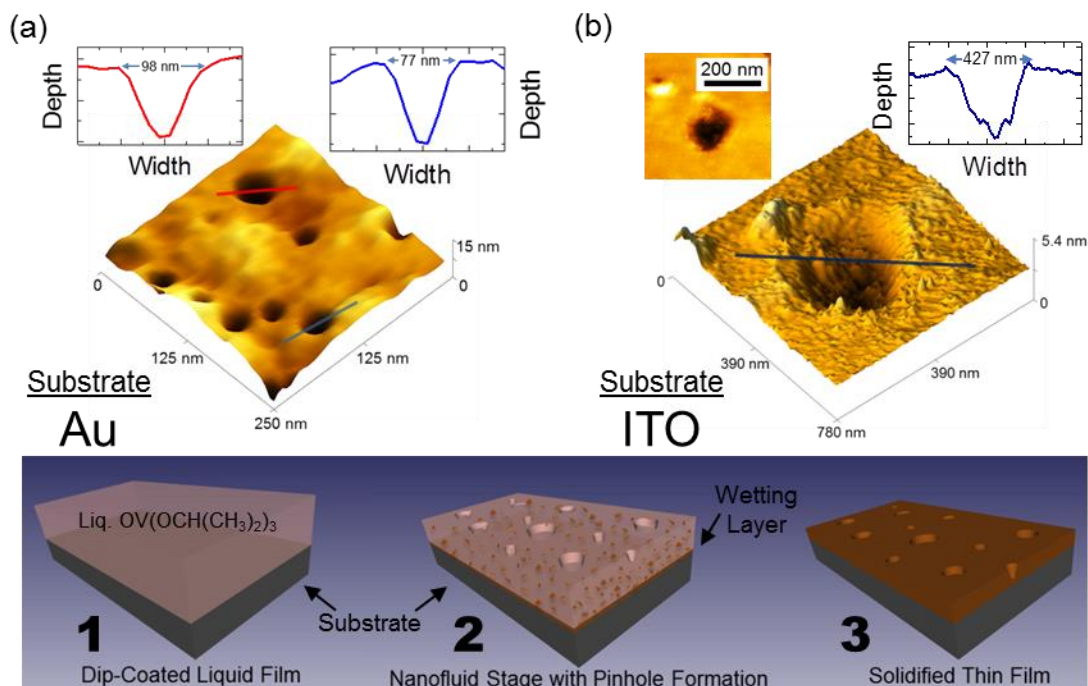 (a)
98 nm
Depth
Width
77 nm
Depth
Width
15 nm
0
0
125 nm
125 nm
250 nm
Substrate
Au
(b)
200 nm
427 nm
Depth
Width
5.4 nm
0
0
390 nm
390 nm
780 nm
Substrate
ITO
Liq. OV(OCH(CH₃)₂)₃
Wetting
Layer
Substrate
1
2
3
Dip-Coated Liquid Film
Nanofluid Stage with Pinhole Formation
Solidified Thin Film